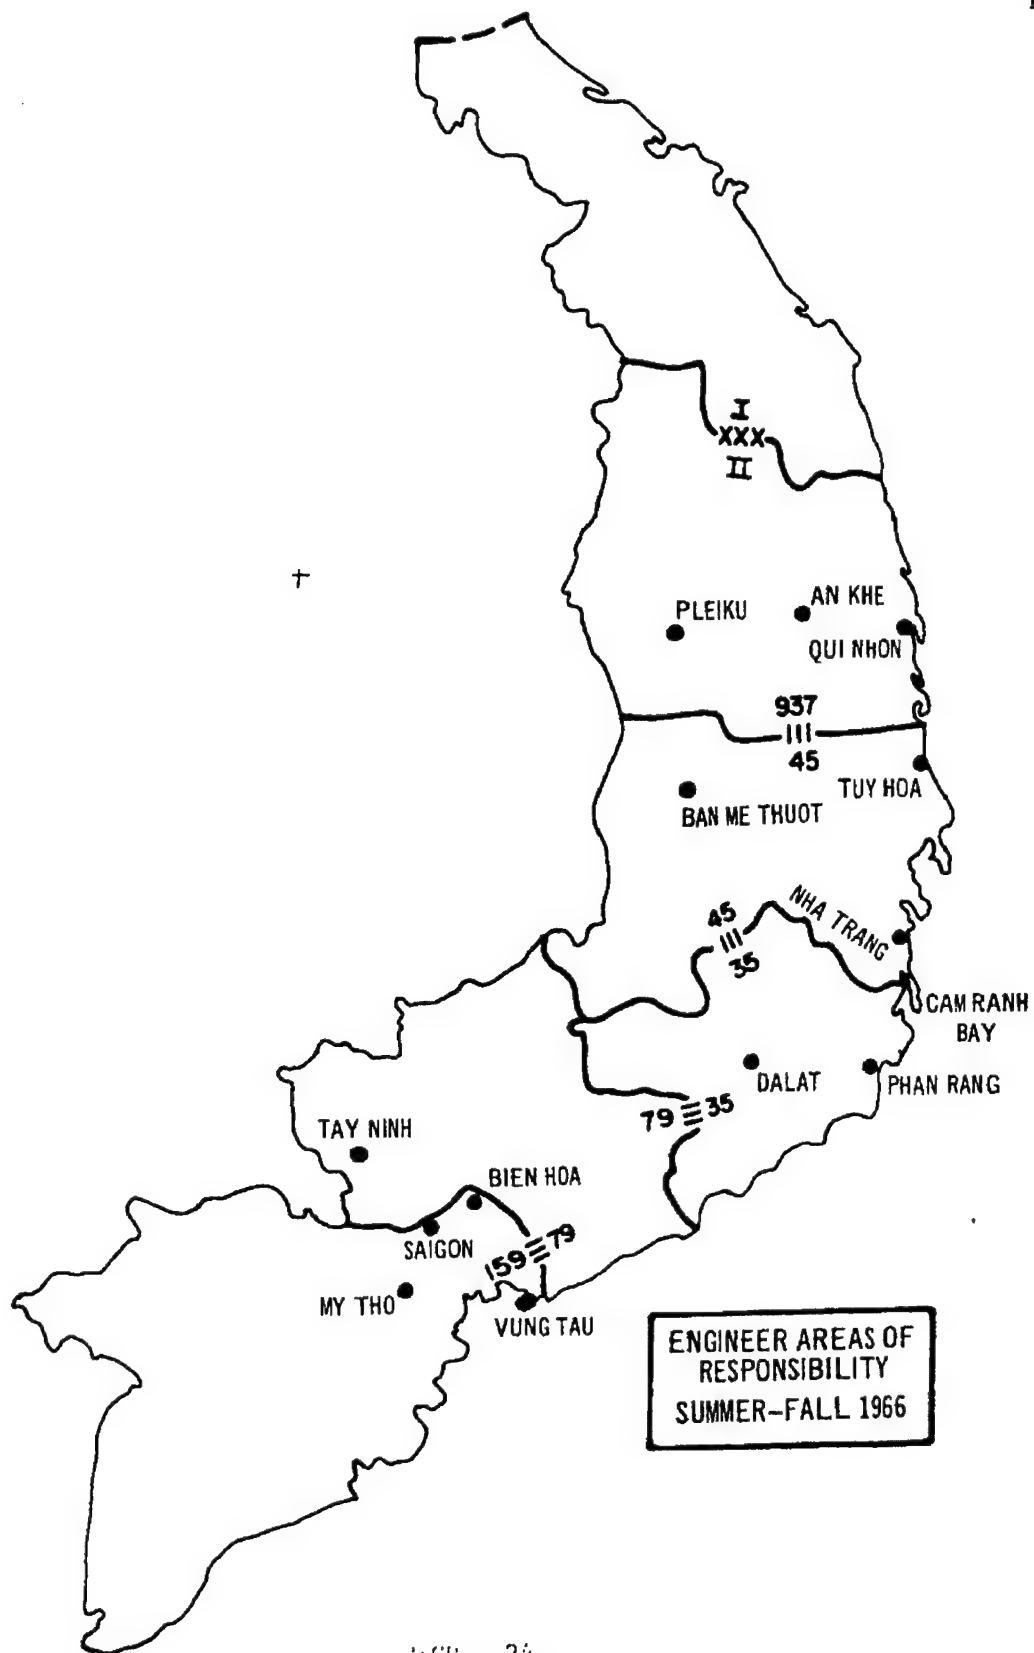 I
XXX
II
PLEIKU
AN KHE
QUI NHON
937
III
45
TUY HOA
BAN ME THUOT
NHA TRANG
45
III
35
CAM RANH
BAY
DALAT
PHAN RANG
79 III 35
TAY NINH
BIEN HOA
SAIGON
159 III 79
MY THO
VUNG TAU
ENGINEER AREAS OF
RESPONSIBILITY
SUMMER-FALL 1966